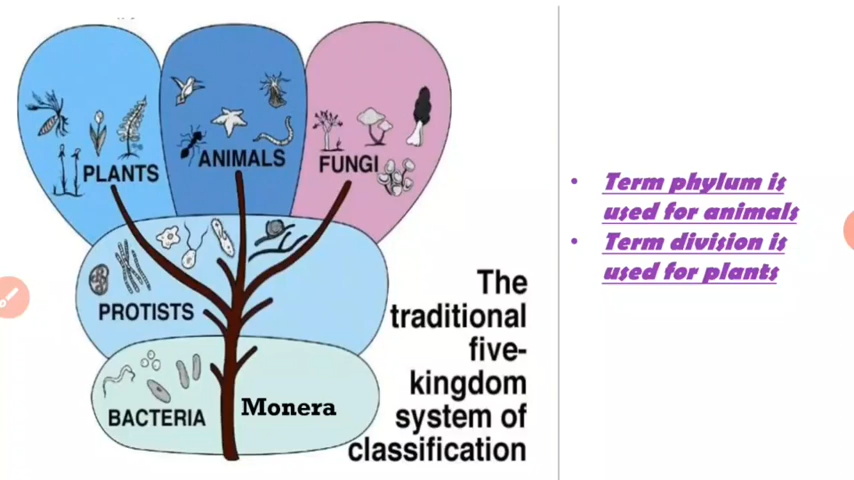 PLANTS
ANIMALS
FUNGI
PROTISTS
BACTERIA
Monera
The
traditional
five-
kingdom
system of
classification
• Term phylum is
used for animals
• Term division is
used for plants